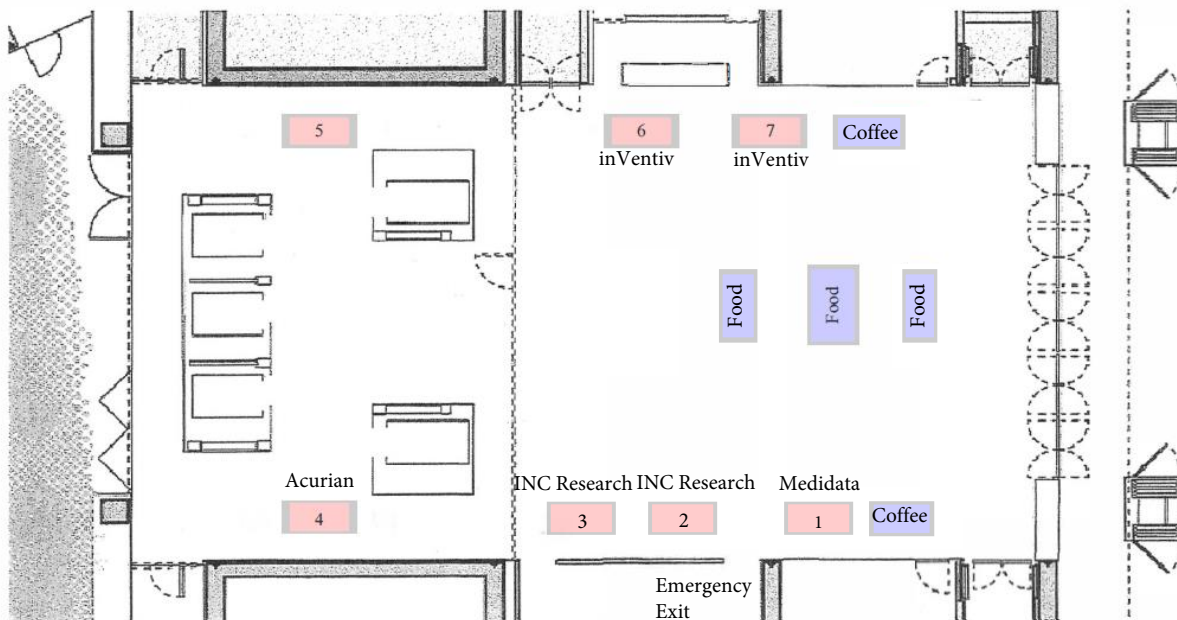 5
6
7
Coffee
inVentiv
inVentiv
Food
Food
Food
Acurian
INC Research
INC Research
Medidata
4
3
2
1
Coffee
Emergency
Exit